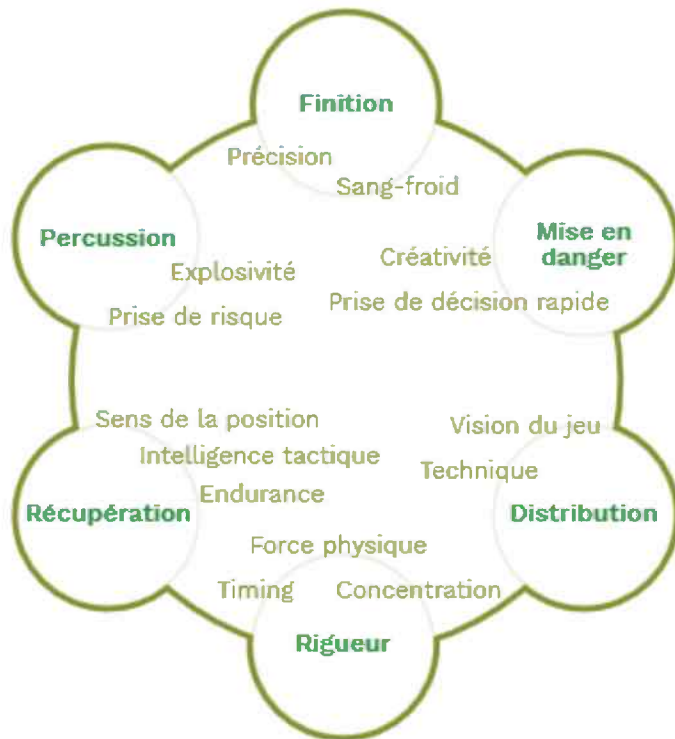 Finition
Précision
Sang-froid
Percussion
Mise en
danger
Explosivité
Créativité
Prise de risque
Prise de décision rapide
Sens de la position
Vision du jeu
Intelligence tactique
Technique
Endurance
Récupération
Distribution
Force physique
Timing
Concentration
Rigueur